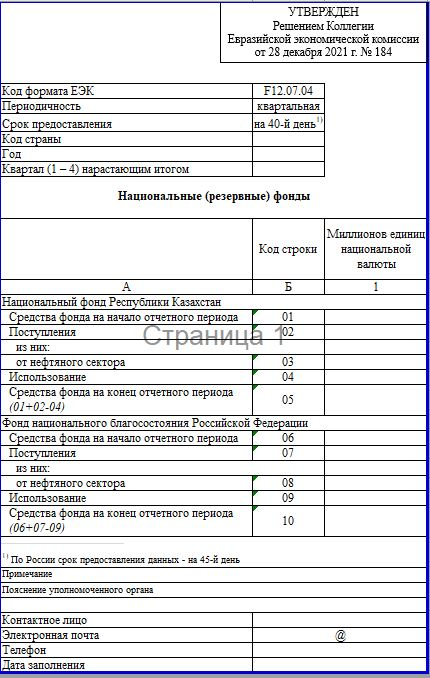 УТВЕРЖДЕН
Решением Коллегии
Евразийской экономической комиссии
от 28 декабря 2021 г. № 184
Код формата ЕЭК F12.07.04
Периодичность квартальная
Срок предоставления на 40-й день1)
Код страны
Год
Квартал (1 – 4) нарастающим итогом
Национальные (резервные) фонды
Миллионов единиц
Код строки национальной
валюты
А Б 1
Национальный фонд Республики Казахстан
Средства фонда на начало отчетного периода 01
Поступления 02
Страница 1
из них:
от нефтяного сектора 03
Использование 04
Средства фонда на конец отчетного периода 05
(01+02-04)
Фонд национального благосостояния Российской Федерации
Средства фонда на начало отчетного периода 06
Поступления 07
из них:
от нефтяного сектора 08
Использование 09
Средства фонда на конец отчетного периода 10
(06+07-09)
1) По России срок предоставления данных - на 45-й день
Примечание
Пояснение уполномоченного органа
Контактное лицо
Электронная почта @
Телефон
Дата заполнения